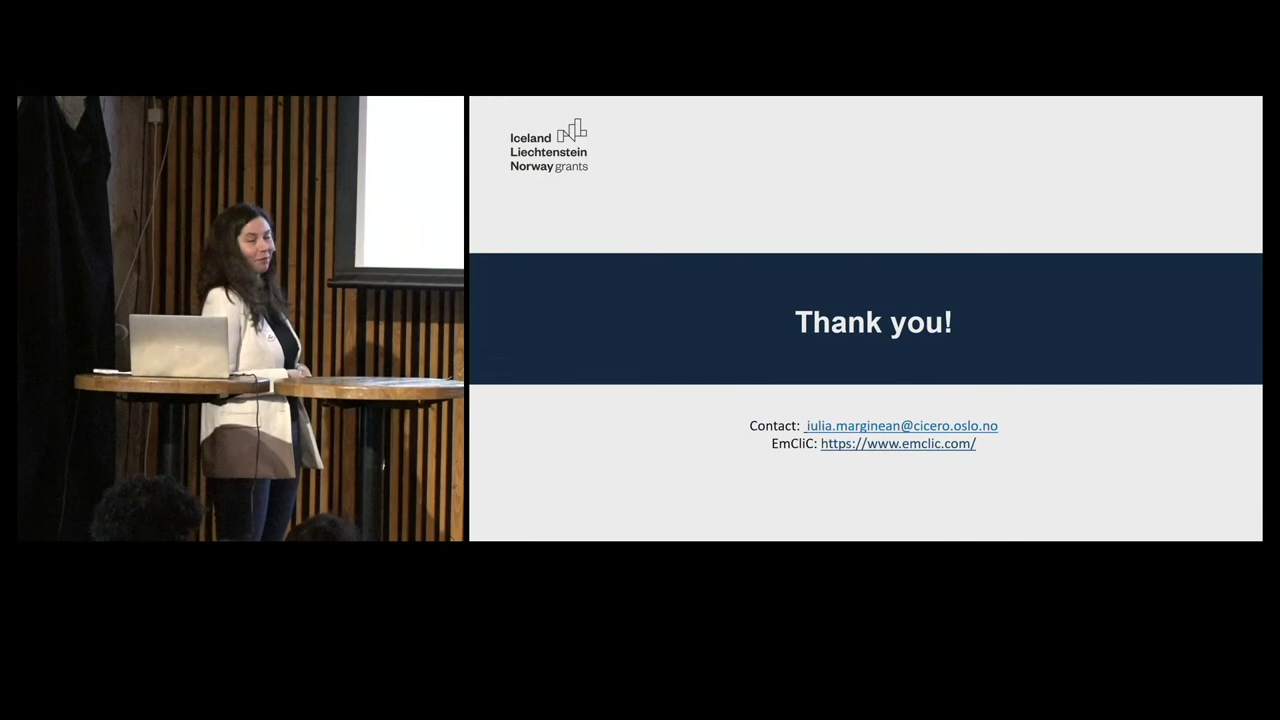 Iceland
Liechtenstein
Norway grants
Thank you!
Contact: iulia.marginean@cicero.oslo.no
EmCliC: https://www.emclic.com/